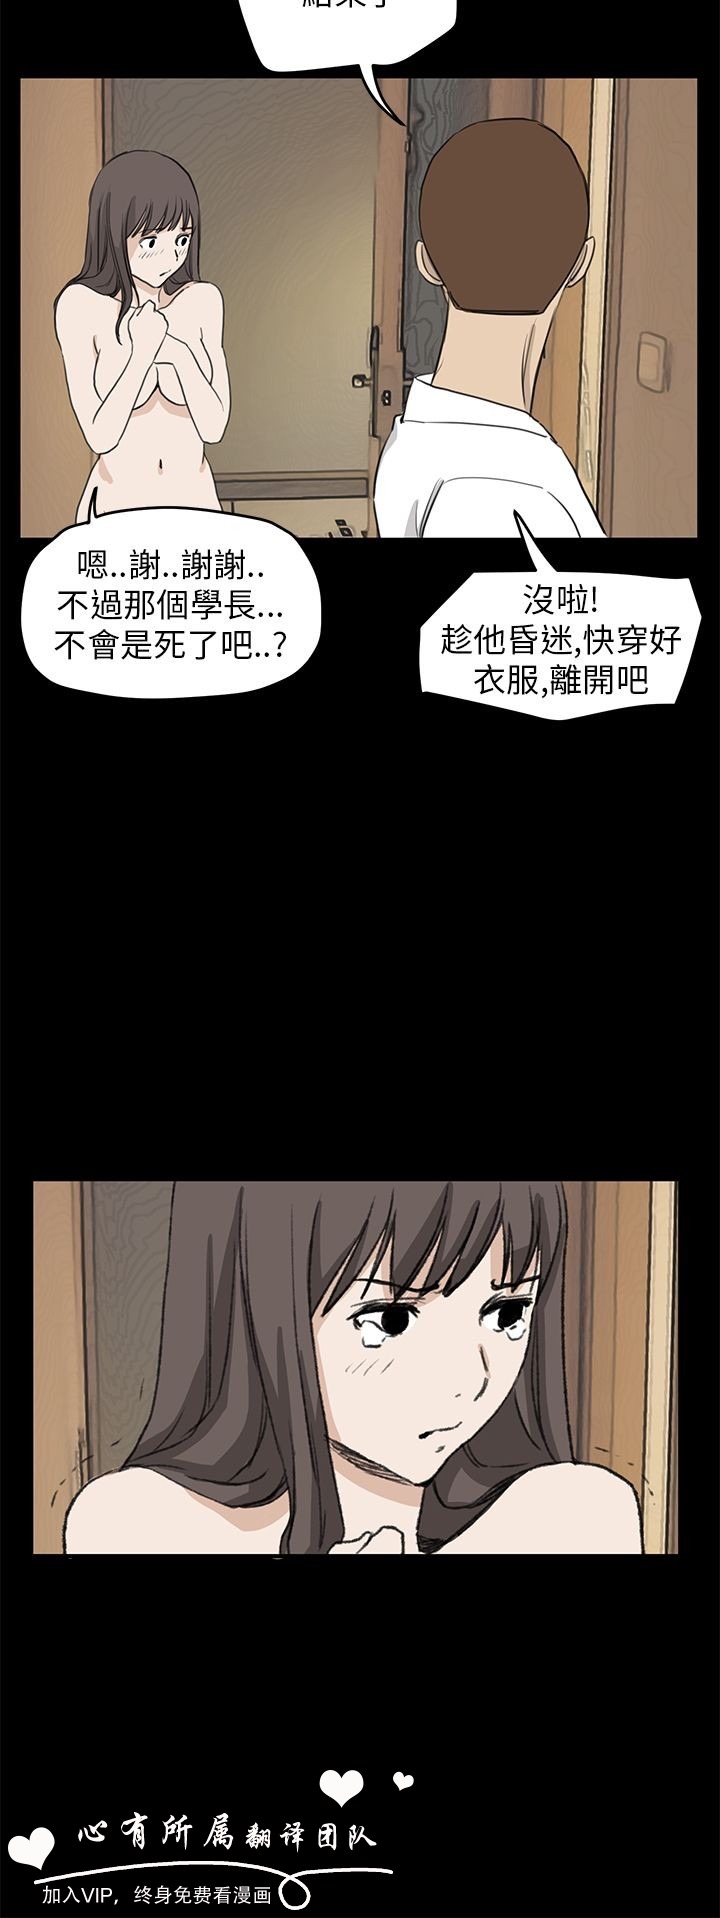 嗯..謝..謝謝..
不過那個學長...
不會是死了吧..?
沒啦!
趁他昏迷,快穿好
衣服,離開吧
心有所属翻译团队
加入VIP，终身免费看漫画